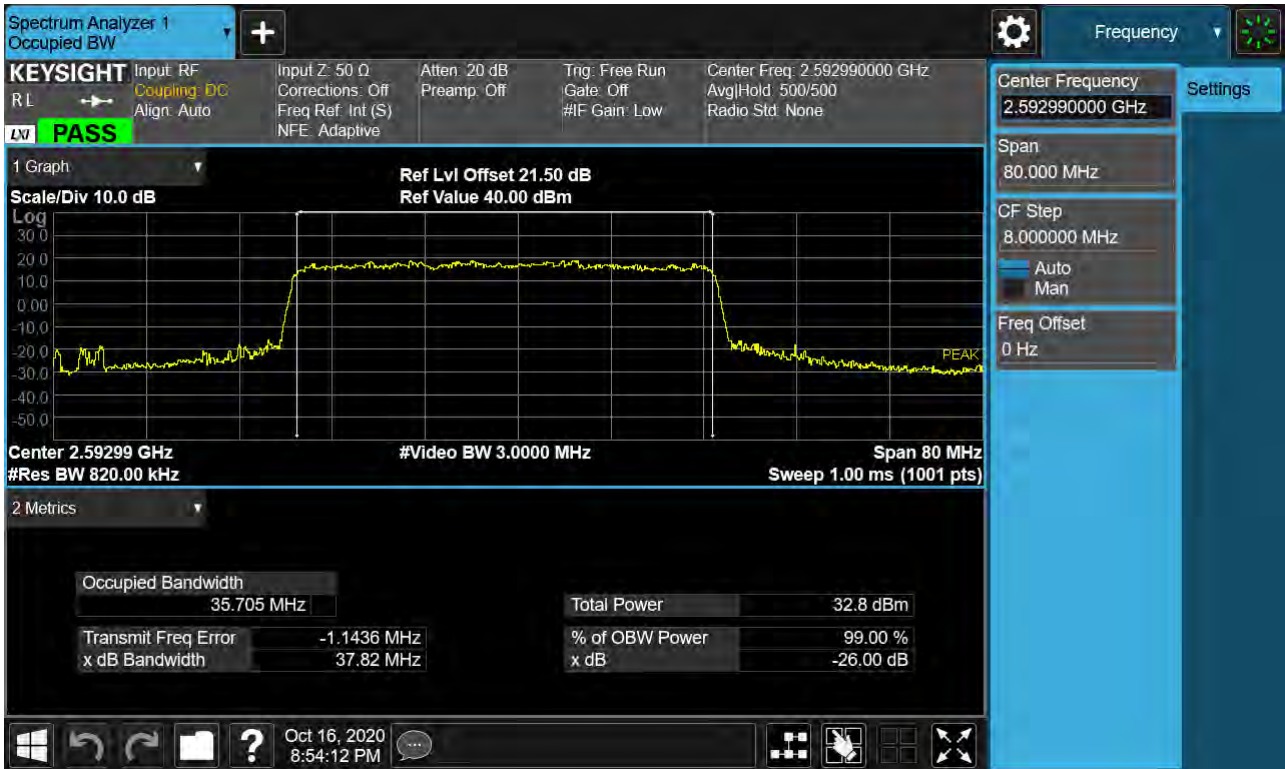 Spectrum Analyzer 1
Occupied BW
+
Frequency
KEYSIGHT
R L
LXI PASS
Input: RF
Coupling: DC
Align: Auto
Input Z: 50 Ω
Corrections: Off
Freq Ref: Int (S)
NFE: Adaptive
Atten: 20 dB
Preamp: Off
Trig: Free Run
Gate: Off
#IF Gain: Low
Center Freq: 2.592990000 GHz
Avg|Hold: 500/500
Radio Std: None
Center Frequency
2.592990000 GHz
Settings
Span
80.000 MHz
CF Step
8.000000 MHz
Auto
Man
Freq Offset
0 Hz
1 Graph
Scale/Div 10.0 dB
Ref Lvl Offset 21.50 dB
Ref Value 40.00 dBm
Log
30.0
20.0
10.0
0.00
-10.0
-20.0
-30.0
-40.0
-50.0
PEAK
Center 2.59299 GHz
#Video BW 3.0000 MHz
Span 80 MHz
#Res BW 820.00 kHz
Sweep 1.00 ms (1001 pts)
2 Metrics
Occupied Bandwidth
35.705 MHz
Total Power 32.8 dBm
Transmit Freq Error -1.1436 MHz
% of OBW Power 99.00 %
x dB Bandwidth 37.82 MHz
x dB -26.00 dB
?
Oct 16, 2020
8:54:12 PM